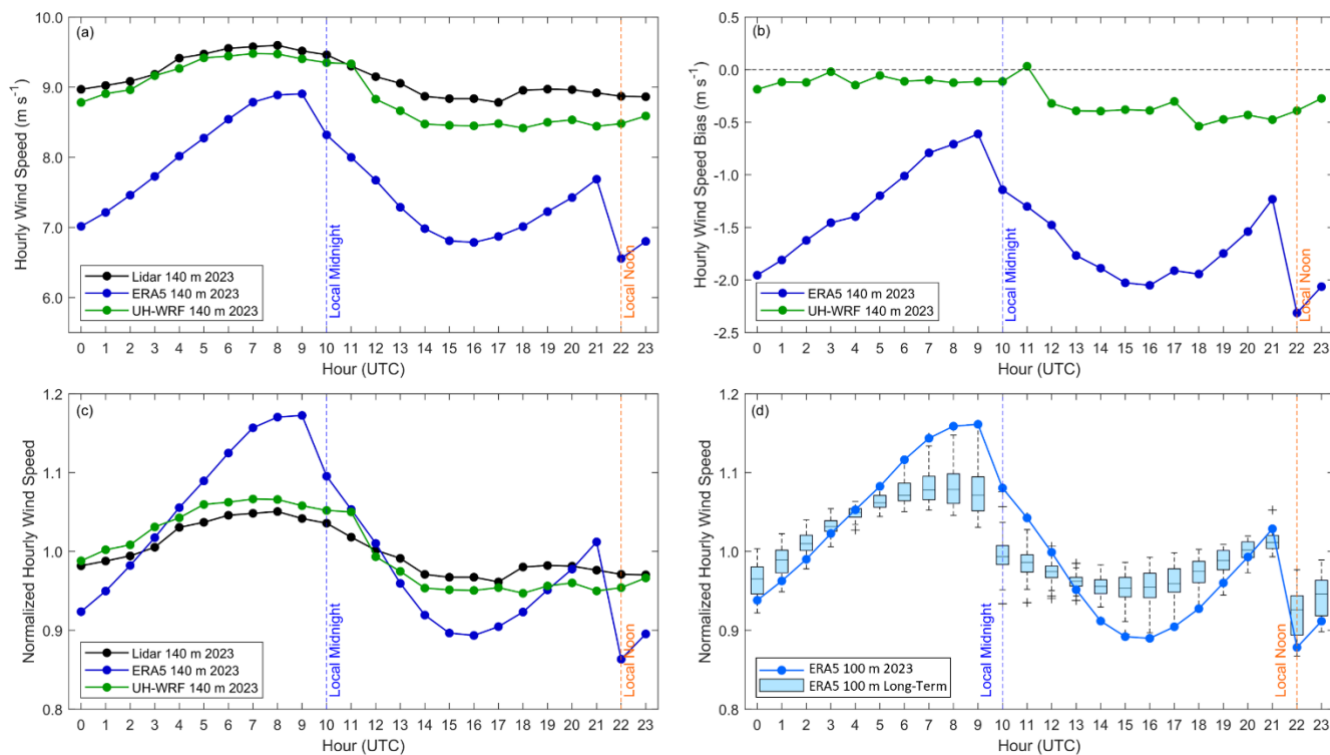 (a)
Hourly Wind Speed (m s⁻¹)
10.0
9.0
8.0
7.0
6.0
Lidar 140 m 2023
ERA5 140 m 2023
UH-WRF 140 m 2023
Local Midnight
Local Noon
0 1 2 3 4 5 6 7 8 9 10 11 12 13 14 15 16 17 18 19 20 21 22 23
Hour (UTC)
(b)
Hourly Wind Speed Bias (m s⁻¹)
0.5
0.0
-0.5
-1.0
-1.5
-2.0
-2.5
ERA5 140 m 2023
UH-WRF 140 m 2023
Local Midnight
Local Noon
0 1 2 3 4 5 6 7 8 9 10 11 12 13 14 15 16 17 18 19 20 21 22 23
Hour (UTC)
(c)
Normalized Hourly Wind Speed
1.2
1.1
1.0
0.9
0.8
Lidar 140 m 2023
ERA5 140 m 2023
UH-WRF 140 m 2023
Local Midnight
Local Noon
0 1 2 3 4 5 6 7 8 9 10 11 12 13 14 15 16 17 18 19 20 21 22 23
Hour (UTC)
(d)
Normalized Hourly Wind Speed
1.2
1.1
1.0
0.9
0.8
ERA5 100 m 2023
ERA5 100 m Long-Term
Local Midnight
Local Noon
0 1 2 3 4 5 6 7 8 9 10 11 12 13 14 15 16 17 18 19 20 21 22 23
Hour (UTC)